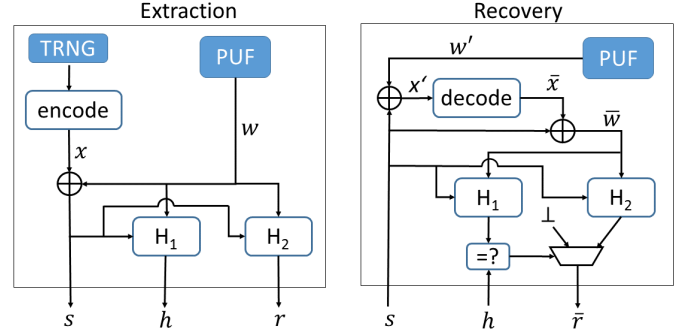 Extraction
TRNG
PUF
encode
w
x
H₁
H₂
s
h
r
Recovery
w′
PUF
x‘
decode
x̄
w̄
H₁
H₂
⊥
=?
s
h
r̄